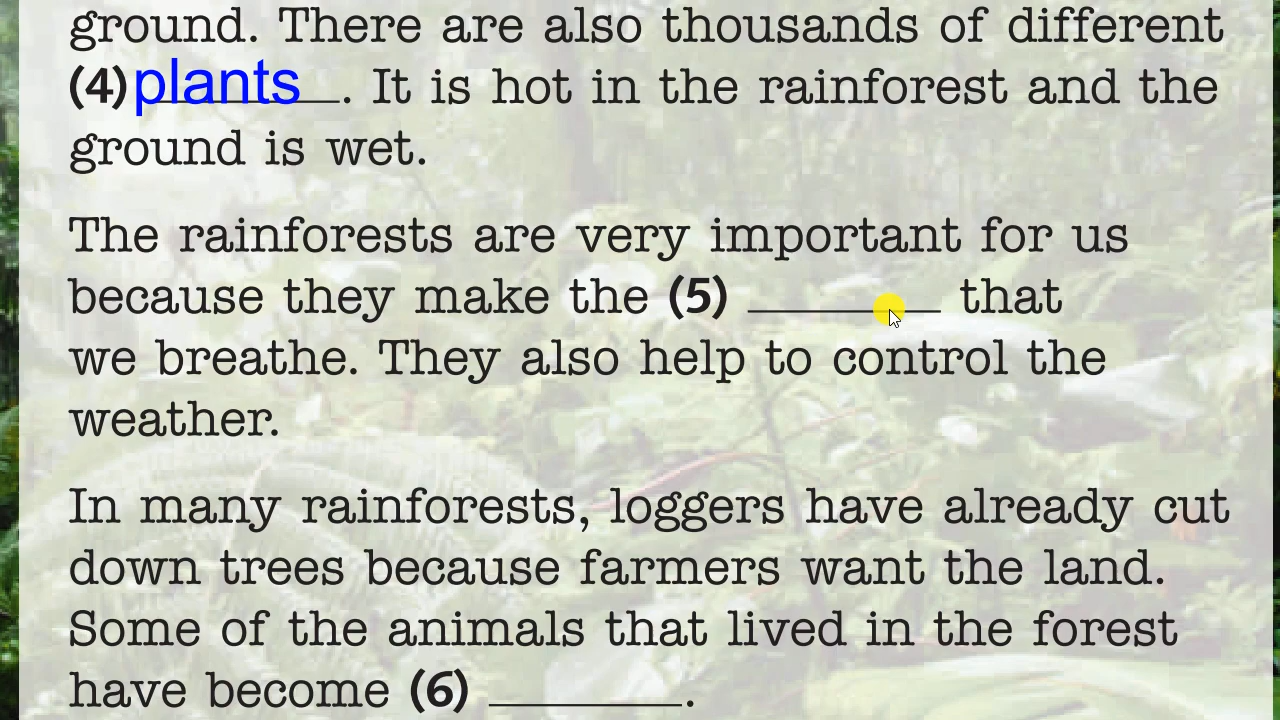 ground. There are also thousands of different
(4) plants. It is hot in the rainforest and the
ground is wet.
The rainforests are very important for us
because they make the (5) ________ that
we breathe. They also help to control the
weather.
In many rainforests, loggers have already cut
down trees because farmers want the land.
Some of the animals that lived in the forest
have become (6) ________.